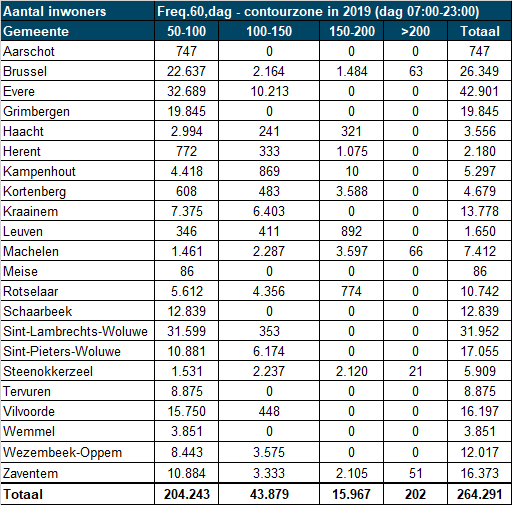 Aantal inwoners Freq.60,dag - contourzone in 2019 (dag 07:00-23:00)
Gemeente 50-100 100-150 150-200 >200 Totaal
Aarschot 747 0 0 0 747
Brussel 22.637 2.164 1.484 63 26.349
Evere 32.689 10.213 0 0 42.901
Grimbergen 19.845 0 0 0 19.845
Haacht 2.994 241 321 0 3.556
Herent 772 333 1.075 0 2.180
Kampenhout 4.418 869 10 0 5.297
Kortenberg 608 483 3.588 0 4.679
Kraainem 7.375 6.403 0 0 13.778
Leuven 346 411 892 0 1.650
Machelen 1.461 2.287 3.597 66 7.412
Meise 86 0 0 0 86
Rotselaar 5.612 4.356 774 0 10.742
Schaarbeek 12.839 0 0 0 12.839
Sint-Lambrechts-Woluwe 31.599 353 0 0 31.952
Sint-Pieters-Woluwe 10.881 6.174 0 0 17.055
Steenokkerzeel 1.531 2.237 2.120 21 5.909
Tervuren 8.875 0 0 0 8.875
Vilvoorde 15.750 448 0 0 16.197
Wemmel 3.851 0 0 0 3.851
Wezembeek-Oppem 8.443 3.575 0 0 12.017
Zaventem 10.884 3.333 2.105 51 16.373
Totaal 204.243 43.879 15.967 202 264.291